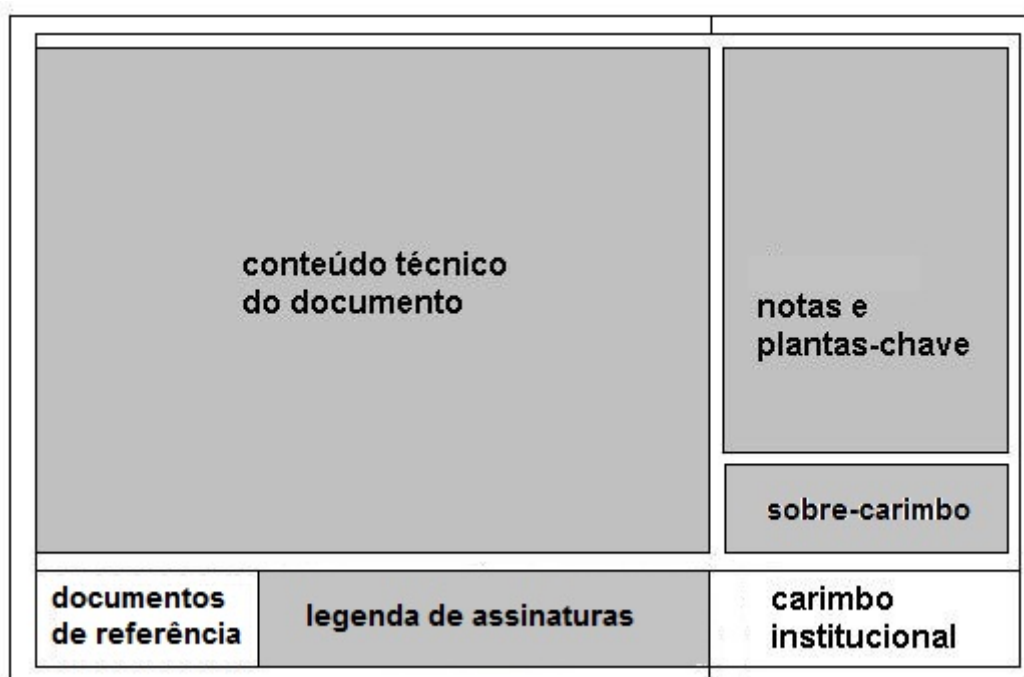 conteúdo técnico
do documento
notas e
plantas-chave
sobre-carimbo
documentos
de referência
legenda de assinaturas
carimbo
institucional